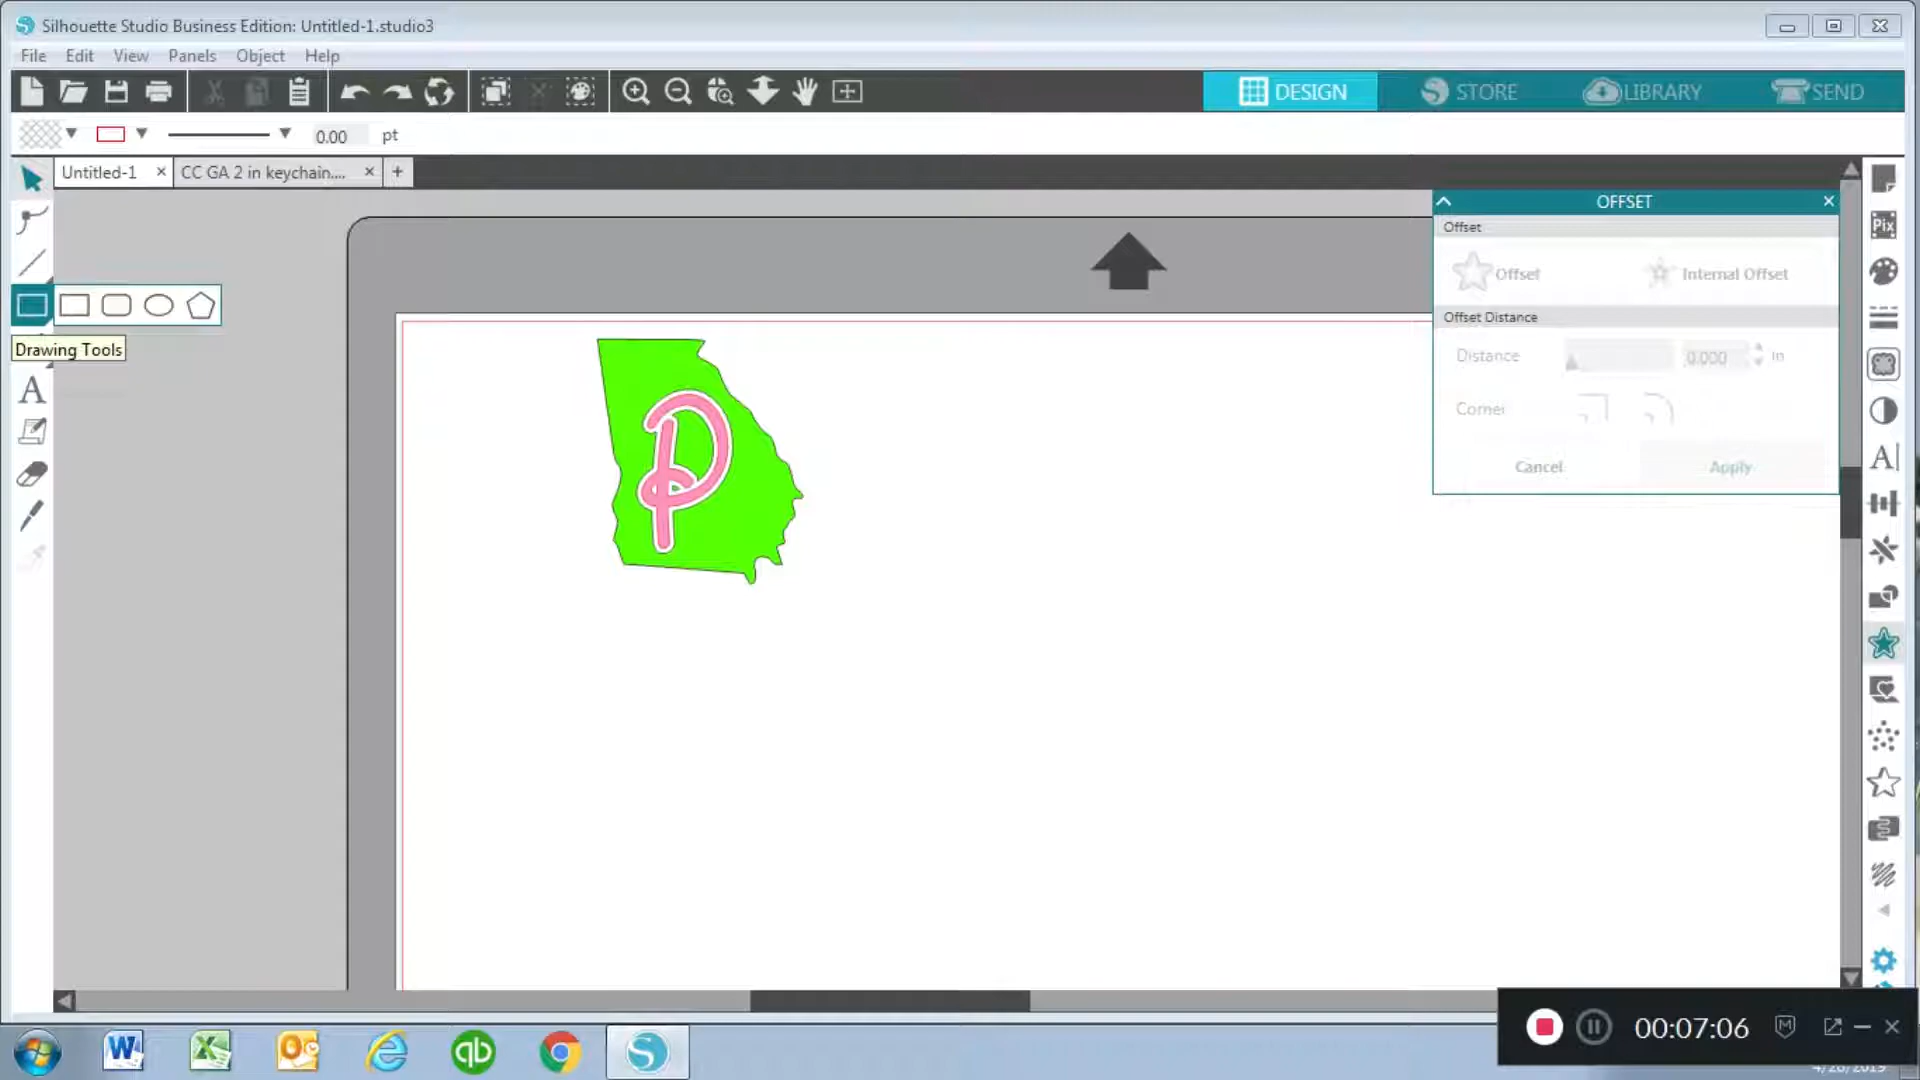 Silhouette Studio Business Edition: Untitled-1.studio3
File Edit View Panels Object Help
DESIGN STORE LIBRARY SEND
0.00 pt
Untitled-1 CC GA 2 in keychain....
OFFSET
Offset
Offset Internal Offset
Offset Distance
Distance 0.000 in
Corner
Cancel Apply
Drawing Tools
P
Pix
00:07:06